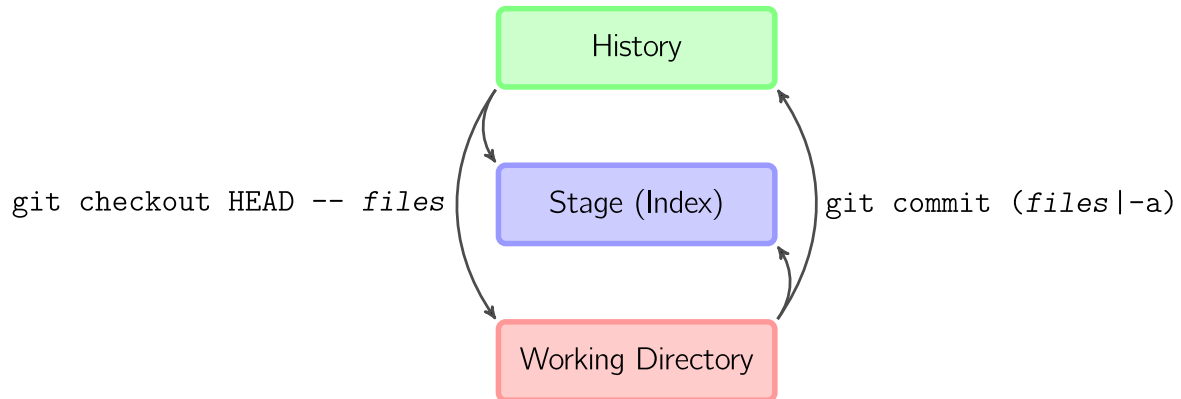 History
git checkout HEAD -- files
Stage (Index)
git commit (files|-a)
Working Directory